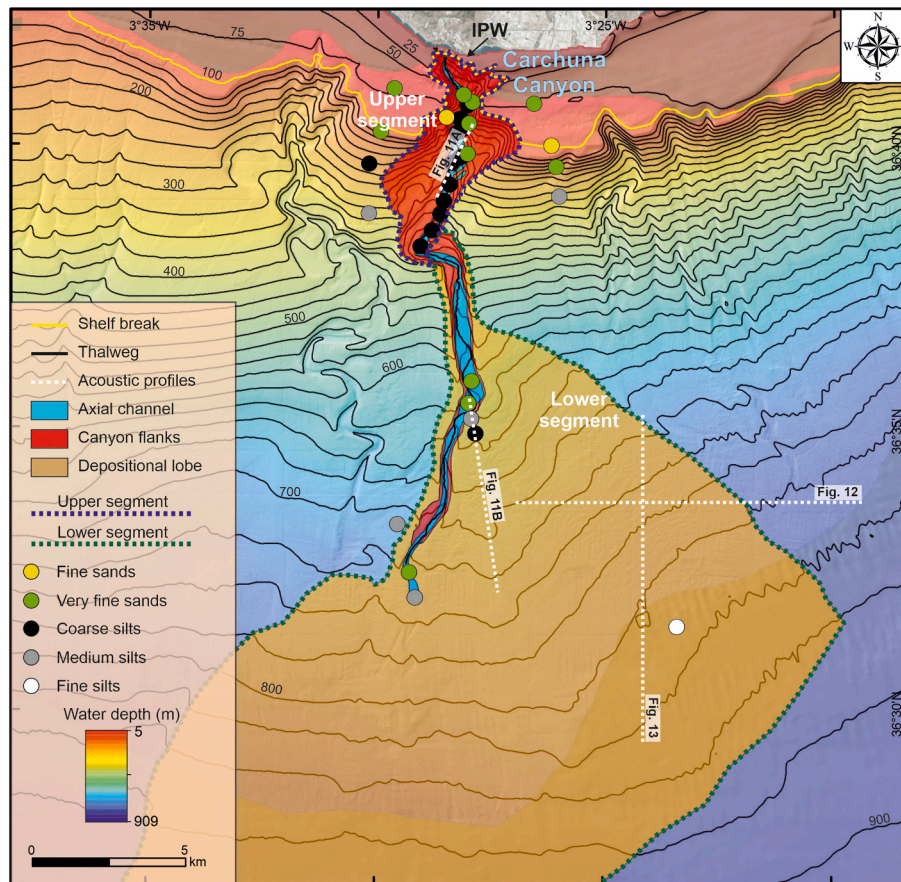 3°35'W
3°25'W
N
W E
S
IPW
Carchuna
Canyon
75
25
50
100
200
Upper
segment
Fig. 11A
36°40'N
300
400
500
600
Shelf break
Thalweg
Acoustic profiles
Axial channel
Canyon flanks
Depositional lobe
Upper segment
Lower segment
Fine sands
Very fine sands
Coarse silts
Medium silts
Fine silts
Water depth (m)
5
909
0 5
km
Lower
segment
36°35'N
Fig. 11B
Fig. 12
700
Fig. 13
36°30'N
800
900